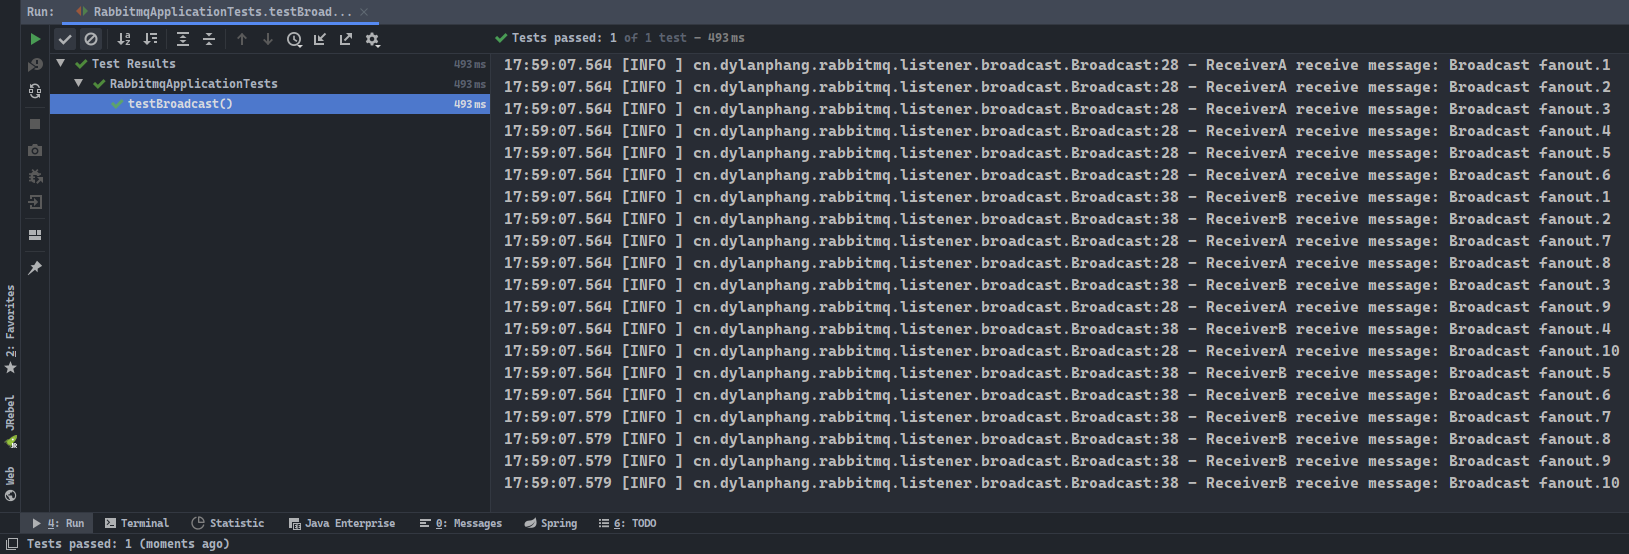 Run: RabbitmqApplicationTests.testBroad...
Tests passed: 1 of 1 test – 493 ms
Test Results 493 ms
RabbitmqApplicationTests 493 ms
testBroadcast() 493 ms
17:59:07.564 [INFO ] cn.dylanphang.rabbitmq.listener.broadcast.Broadcast:28 - ReceiverA receive message: Broadcast fanout.1
17:59:07.564 [INFO ] cn.dylanphang.rabbitmq.listener.broadcast.Broadcast:28 - ReceiverA receive message: Broadcast fanout.2
17:59:07.564 [INFO ] cn.dylanphang.rabbitmq.listener.broadcast.Broadcast:28 - ReceiverA receive message: Broadcast fanout.3
17:59:07.564 [INFO ] cn.dylanphang.rabbitmq.listener.broadcast.Broadcast:28 - ReceiverA receive message: Broadcast fanout.4
17:59:07.564 [INFO ] cn.dylanphang.rabbitmq.listener.broadcast.Broadcast:28 - ReceiverA receive message: Broadcast fanout.5
17:59:07.564 [INFO ] cn.dylanphang.rabbitmq.listener.broadcast.Broadcast:28 - ReceiverA receive message: Broadcast fanout.6
17:59:07.564 [INFO ] cn.dylanphang.rabbitmq.listener.broadcast.Broadcast:38 - ReceiverB receive message: Broadcast fanout.1
17:59:07.564 [INFO ] cn.dylanphang.rabbitmq.listener.broadcast.Broadcast:38 - ReceiverB receive message: Broadcast fanout.2
17:59:07.564 [INFO ] cn.dylanphang.rabbitmq.listener.broadcast.Broadcast:28 - ReceiverA receive message: Broadcast fanout.7
17:59:07.564 [INFO ] cn.dylanphang.rabbitmq.listener.broadcast.Broadcast:28 - ReceiverA receive message: Broadcast fanout.8
17:59:07.564 [INFO ] cn.dylanphang.rabbitmq.listener.broadcast.Broadcast:38 - ReceiverB receive message: Broadcast fanout.3
17:59:07.564 [INFO ] cn.dylanphang.rabbitmq.listener.broadcast.Broadcast:28 - ReceiverA receive message: Broadcast fanout.9
17:59:07.564 [INFO ] cn.dylanphang.rabbitmq.listener.broadcast.Broadcast:38 - ReceiverB receive message: Broadcast fanout.4
17:59:07.564 [INFO ] cn.dylanphang.rabbitmq.listener.broadcast.Broadcast:28 - ReceiverA receive message: Broadcast fanout.10
17:59:07.564 [INFO ] cn.dylanphang.rabbitmq.listener.broadcast.Broadcast:38 - ReceiverB receive message: Broadcast fanout.5
17:59:07.564 [INFO ] cn.dylanphang.rabbitmq.listener.broadcast.Broadcast:38 - ReceiverB receive message: Broadcast fanout.6
17:59:07.579 [INFO ] cn.dylanphang.rabbitmq.listener.broadcast.Broadcast:38 - ReceiverB receive message: Broadcast fanout.7
17:59:07.579 [INFO ] cn.dylanphang.rabbitmq.listener.broadcast.Broadcast:38 - ReceiverB receive message: Broadcast fanout.8
17:59:07.579 [INFO ] cn.dylanphang.rabbitmq.listener.broadcast.Broadcast:38 - ReceiverB receive message: Broadcast fanout.9
17:59:07.579 [INFO ] cn.dylanphang.rabbitmq.listener.broadcast.Broadcast:38 - ReceiverB receive message: Broadcast fanout.10
2: Favorites
JRebel
Web
4: Run Terminal Statistic Java Enterprise 0: Messages Spring 6: TODO
Tests passed: 1 (moments ago)